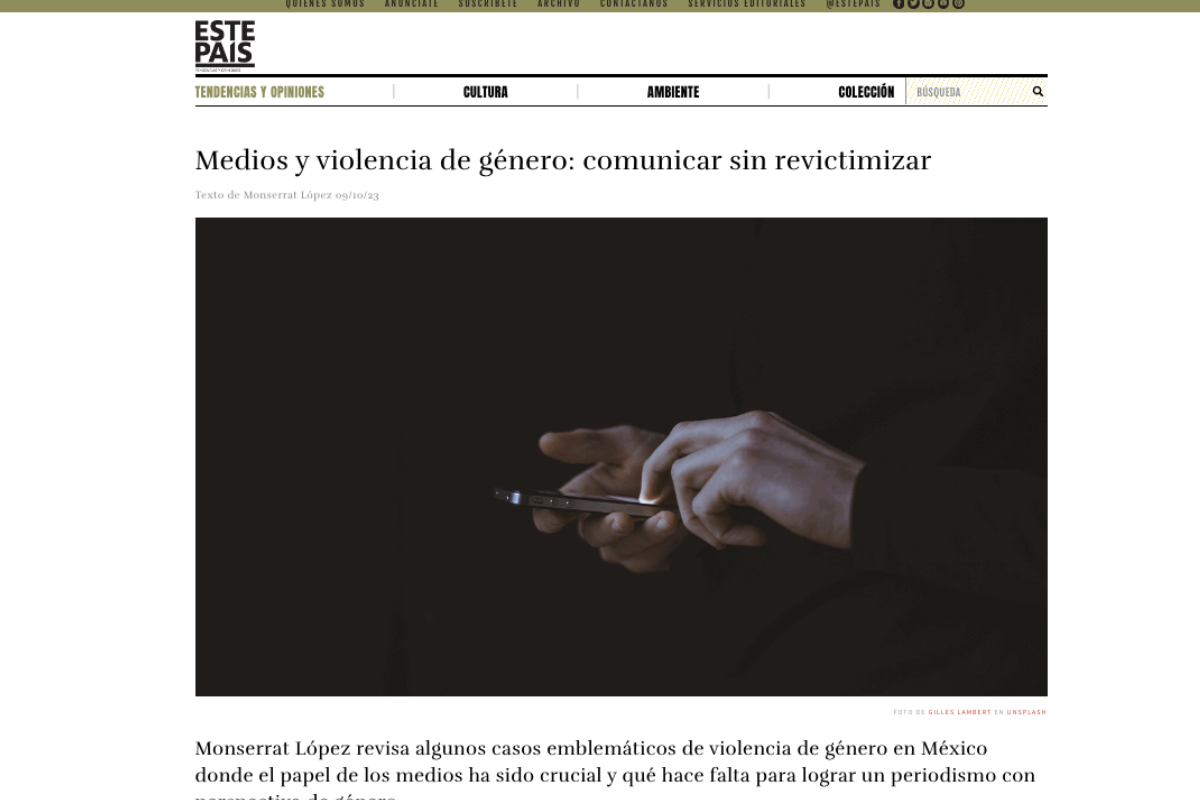 QUIÉNES SOMOS ANÚNCIATE SUSCRÍBETE ARCHIVO CONTÁCTANOS SERVICIOS EDITORIALES @ESTEPAIS
ESTE
PAÍS
TENDENCIAS Y OPINIONES CULTURA AMBIENTE COLECCIÓN BÚSQUEDA
Medios y violencia de género: comunicar sin revictimizar
Texto de Monserrat López 09/10/23
FOTO DE GILLES LAMBERT EN UNSPLASH
Monserrat López revisa algunos casos emblemáticos de violencia de género en México
donde el papel de los medios ha sido crucial y qué hace falta para lograr un periodismo con
perspectiva de género.